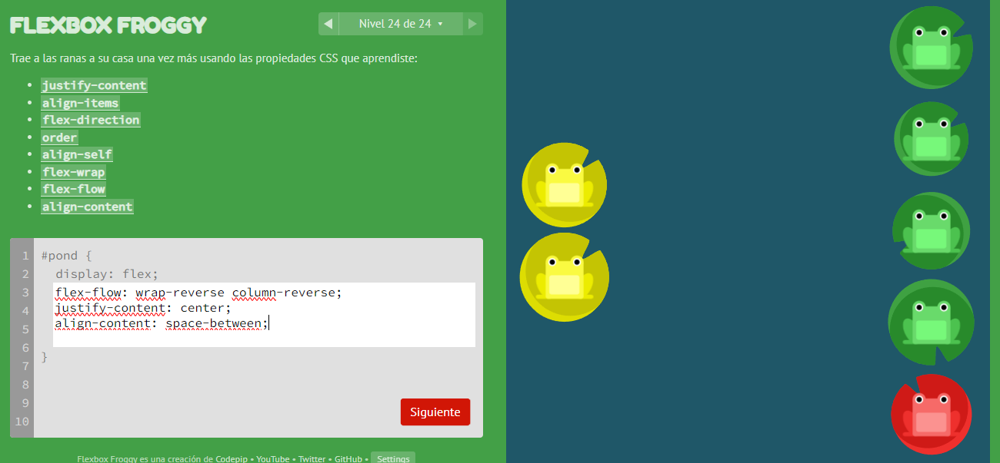 FLEXBOX FROGGY
◀ Nivel 24 de 24 ▾ ▶
Trae a las ranas a su casa una vez más usando las propiedades CSS que aprendiste:
• justify-content
• align-items
• flex-direction
• order
• align-self
• flex-wrap
• flex-flow
• align-content
1 #pond {
2 display: flex;
3 flex-flow: wrap-reverse column-reverse;
4 justify-content: center;
5 align-content: space-between;
6
7 }
8
9
10
Siguiente
Flexbox Froggy es una creación de Codepip • YouTube • Twitter • GitHub • Settings